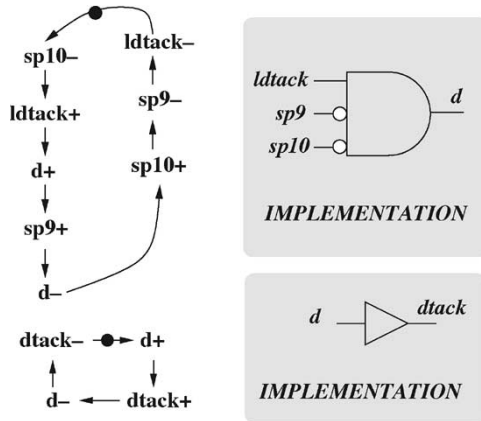 ldtack–
sp10–
sp9–
ldtack+
sp10+
d+
sp9+
d–
dtack– d+
d– dtack+
ldtack
sp9
sp10
d
IMPLEMENTATION
d
dtack
IMPLEMENTATION